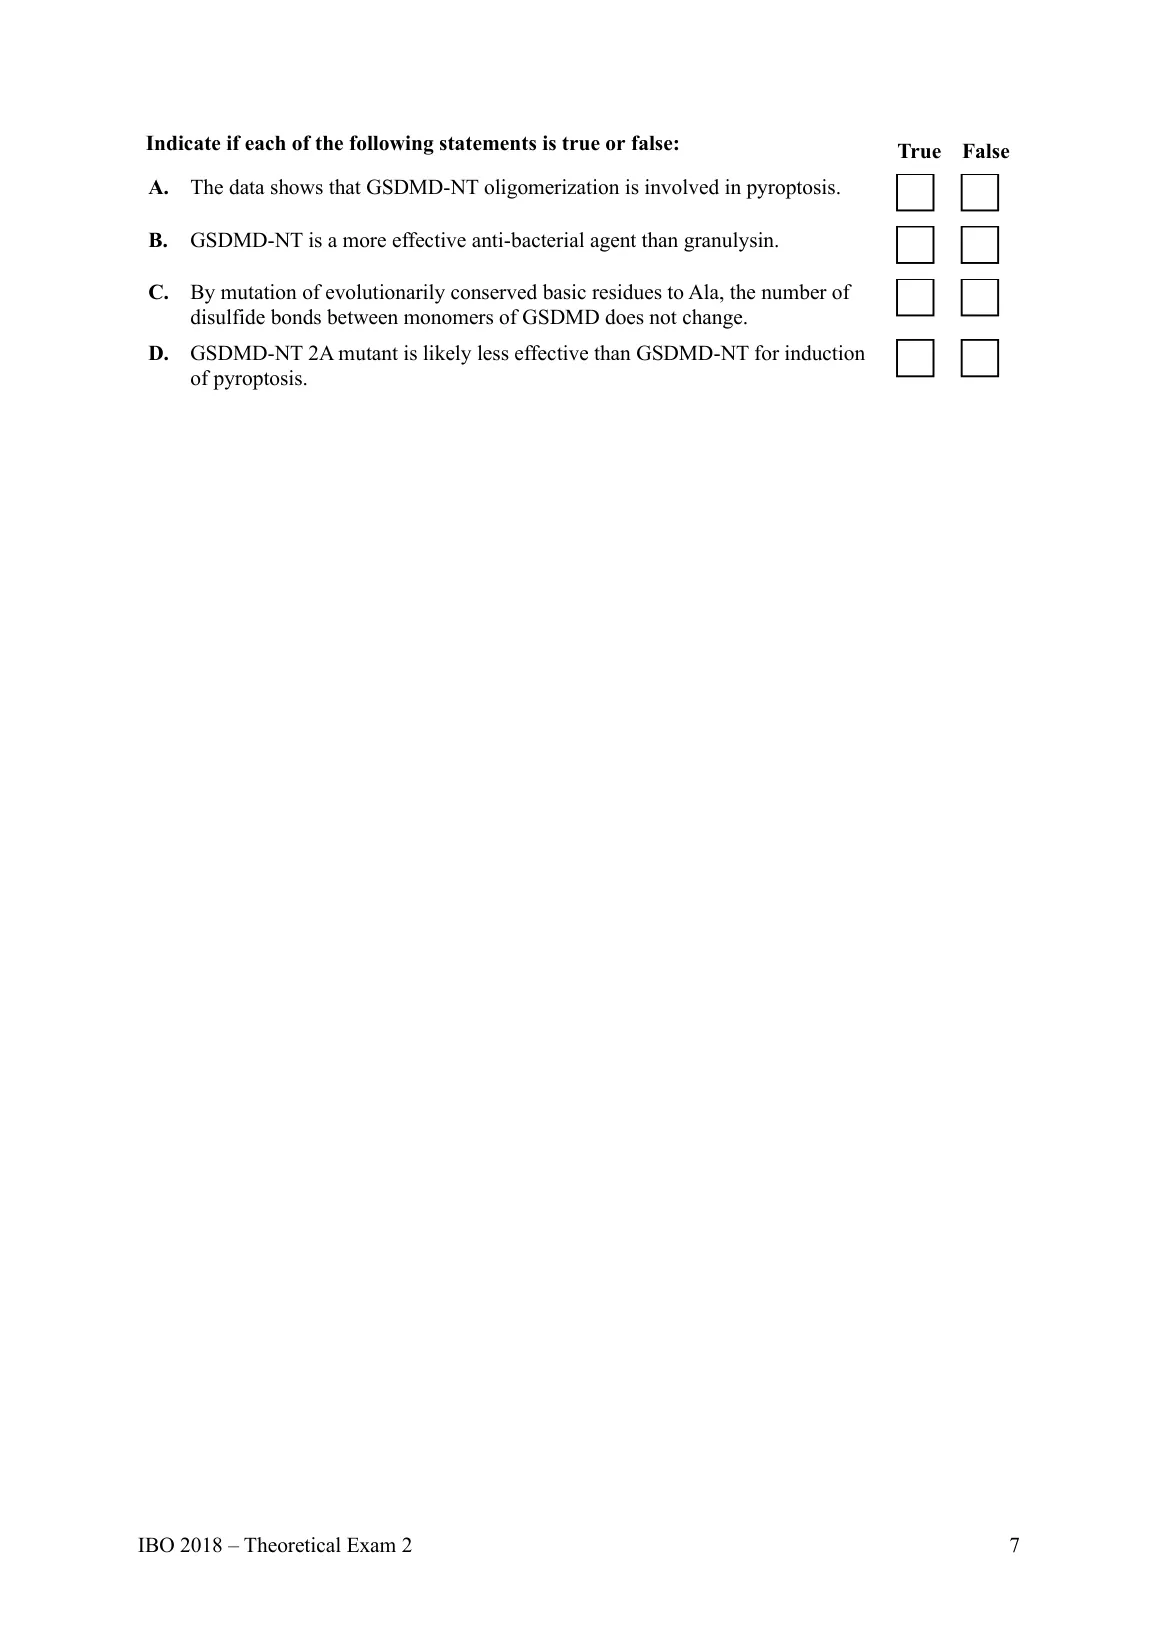 Indicate if each of the following statements is true or false:
True False
A. The data shows that GSDMD-NT oligomerization is involved in pyroptosis.
B. GSDMD-NT is a more effective anti-bacterial agent than granulysin.
C. By mutation of evolutionarily conserved basic residues to Ala, the number of
disulfide bonds between monomers of GSDMD does not change.
D. GSDMD-NT 2A mutant is likely less effective than GSDMD-NT for induction
of pyroptosis.
IBO 2018 – Theoretical Exam 2 7